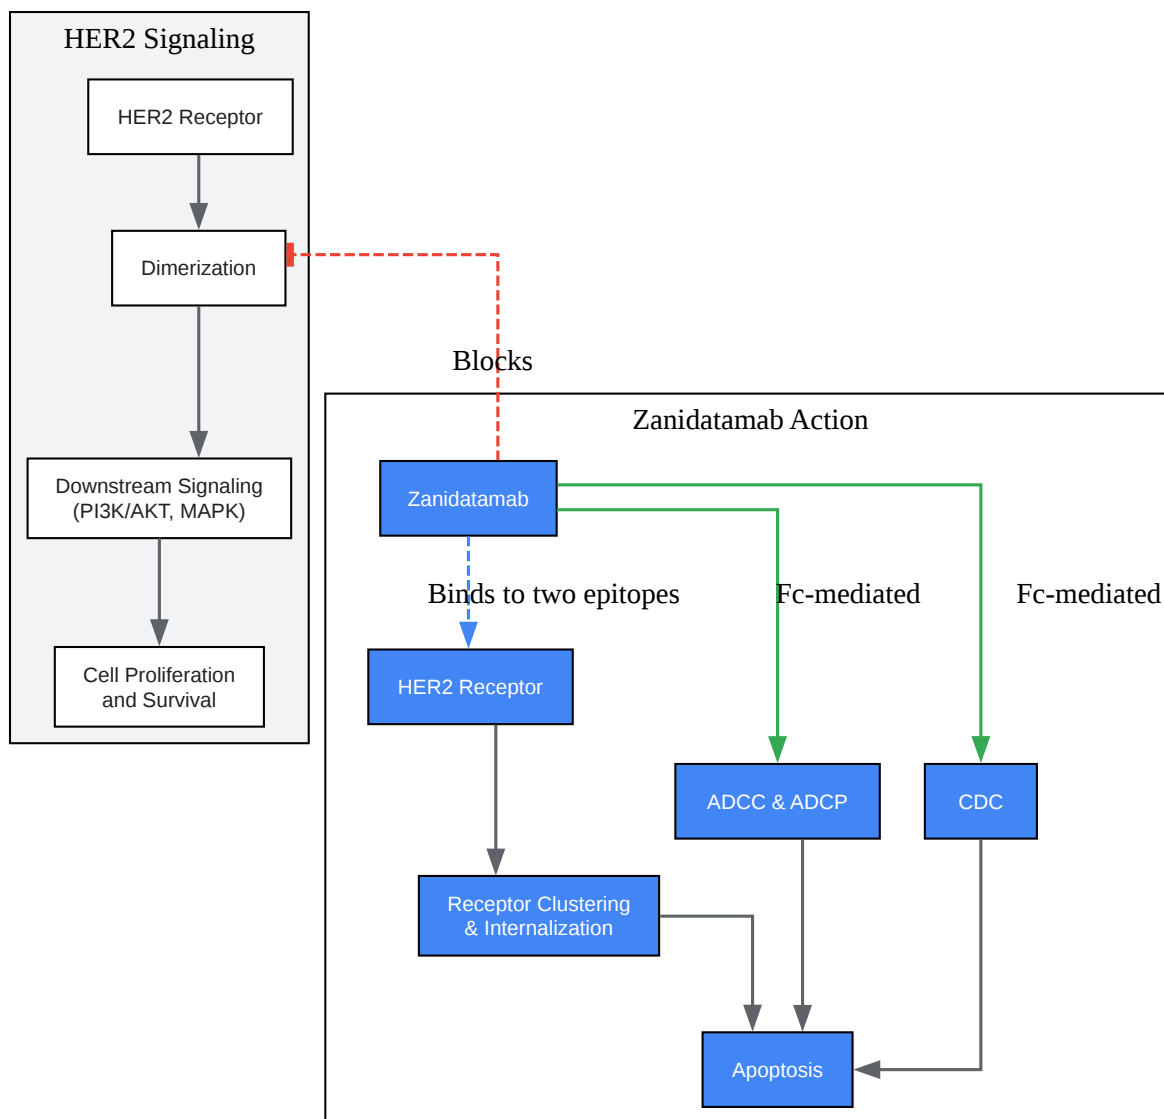 HER2 Signaling
HER2 Receptor
Dimerization
Downstream Signaling
(PI3K/AKT, MAPK)
Cell Proliferation
and Survival
Blocks
Zanidatamab Action
Zanidatamab
Binds to two epitopes
Fc-mediated
Fc-mediated
HER2 Receptor
ADCC & ADCP
CDC
Receptor Clustering
& Internalization
Apoptosis